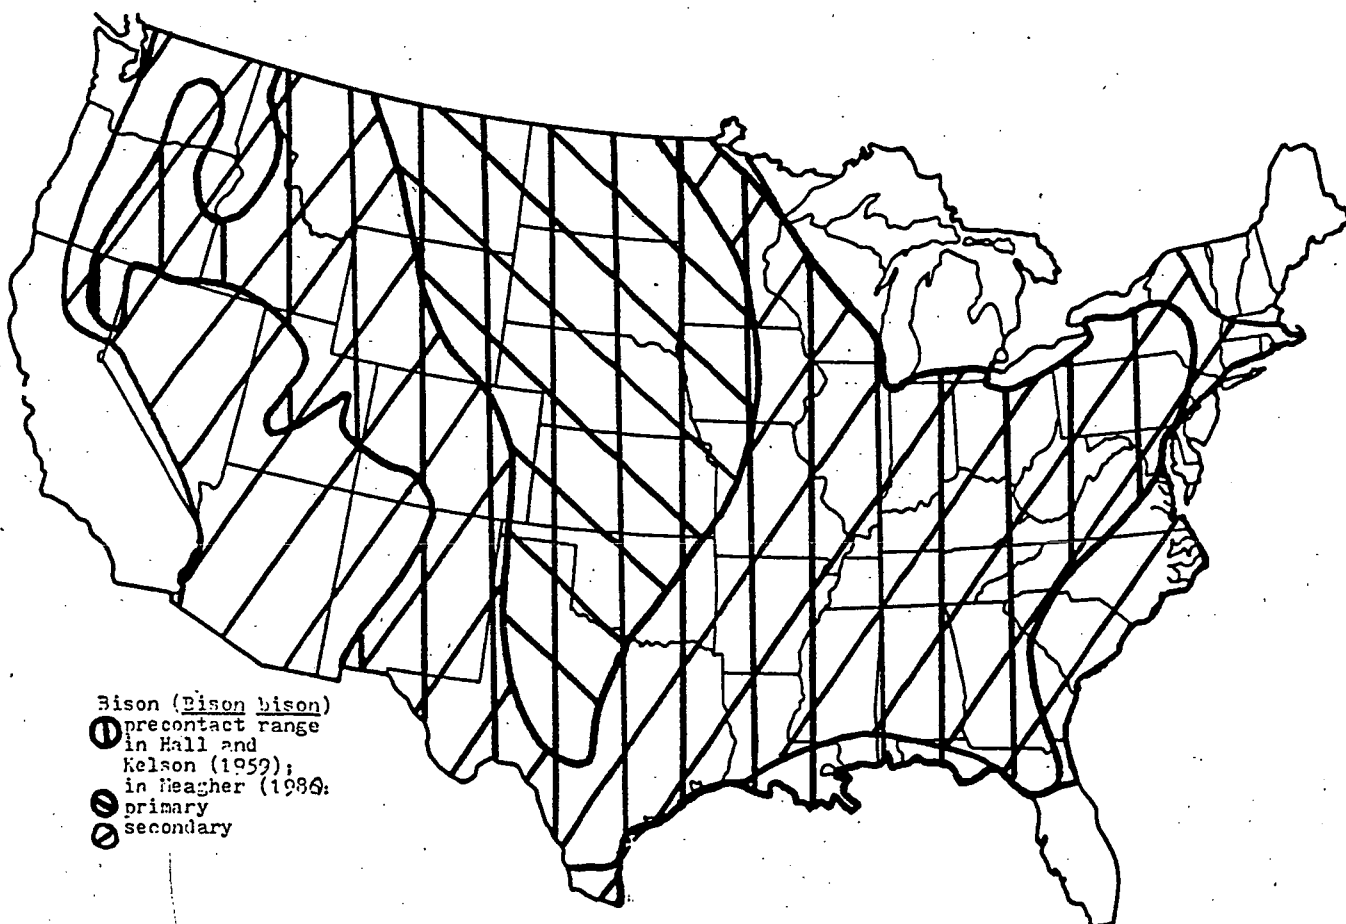 Bison (Bison bison)
precontact range
in Hall and
Kelson (1959);
in Meagher (1986):
primary
secondary